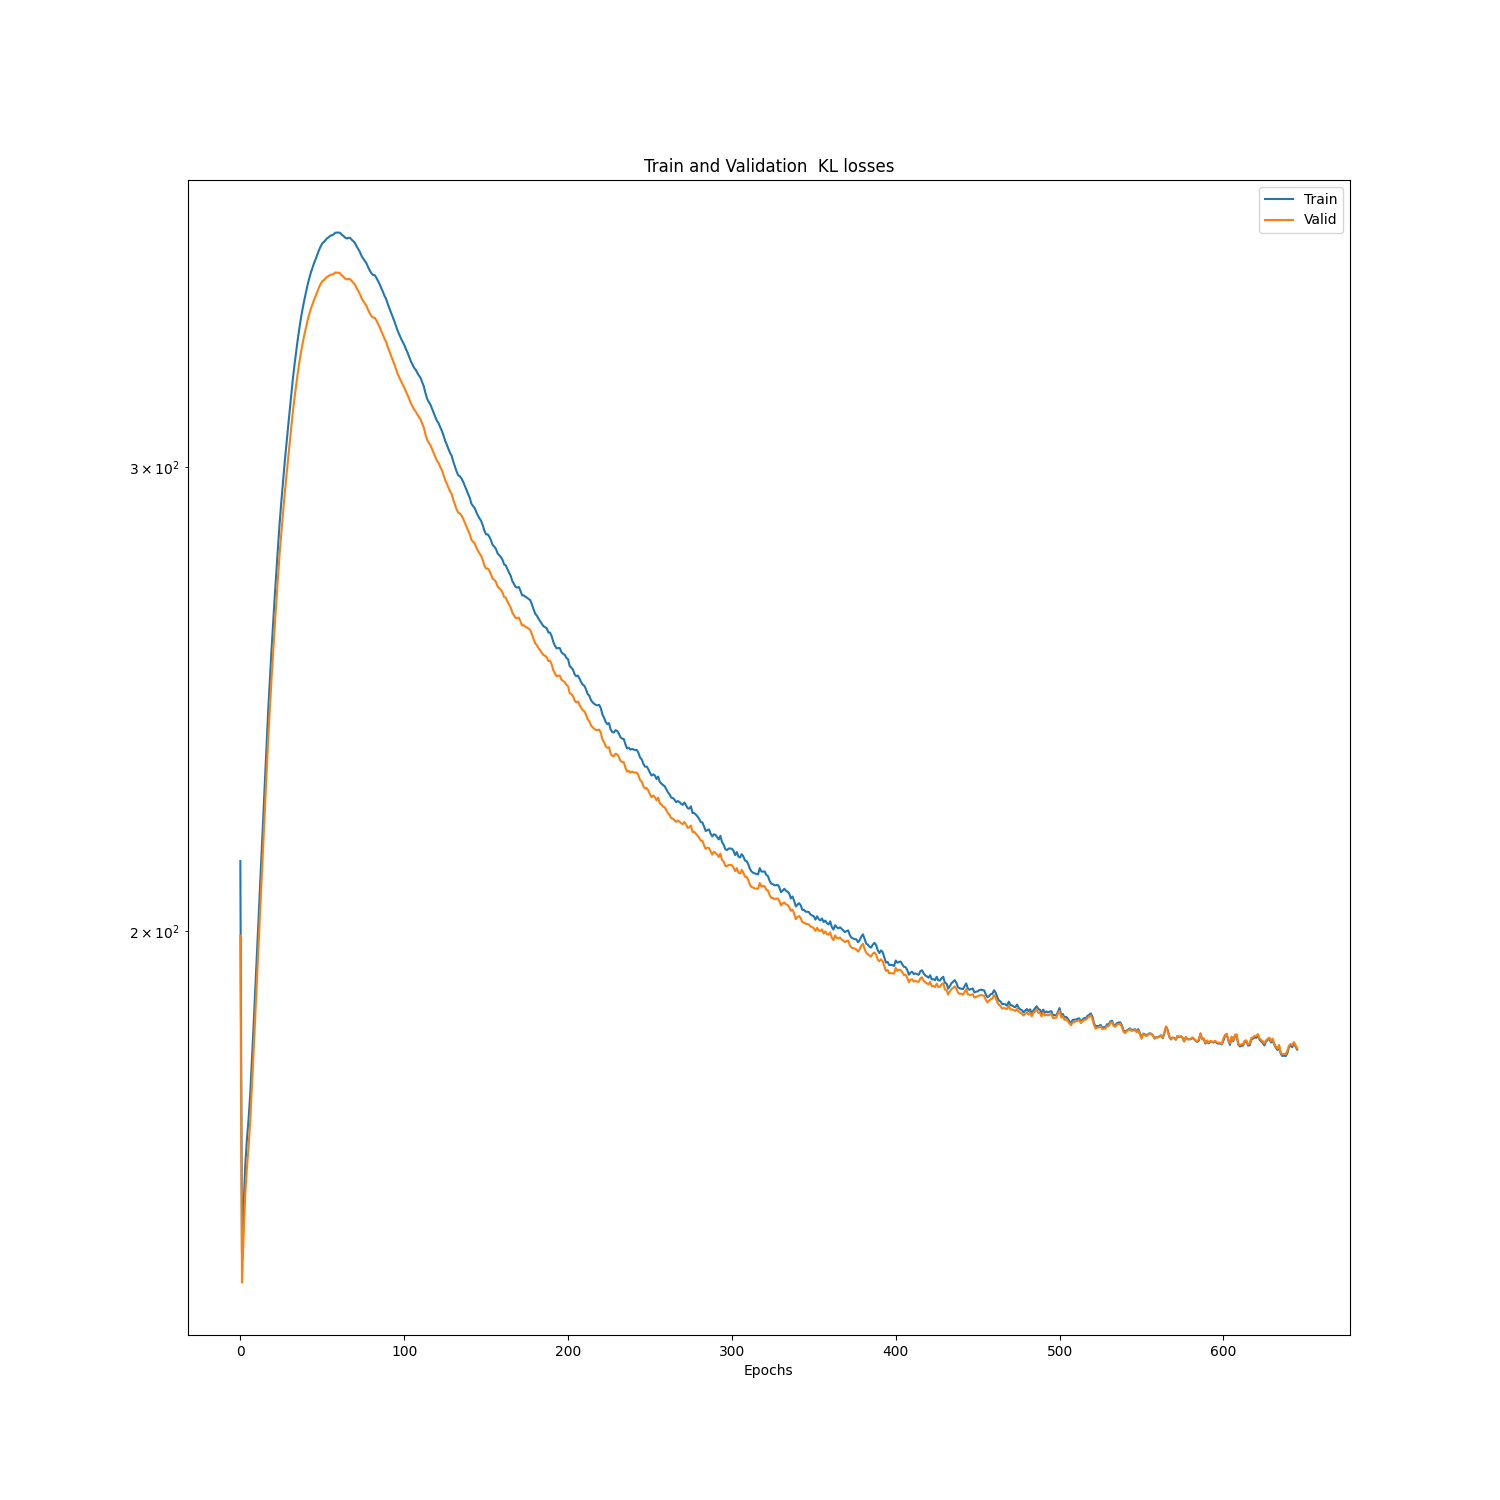 Train and Validation  KL losses
Train
Valid
3 × 10²
2 × 10²
0 100 200 300 400 500 600
Epochs